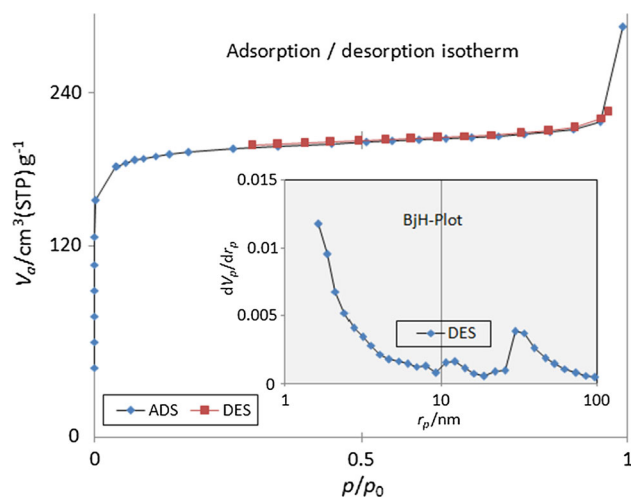 Adsorption / desorption isotherm
240
120
0
Va/cm³(STP) g⁻¹
0.015
0.01
0.005
0
dVp/drp
BjH-Plot
DES
1
10
100
rp/nm
ADS
DES
0
0.5
1
p/p₀